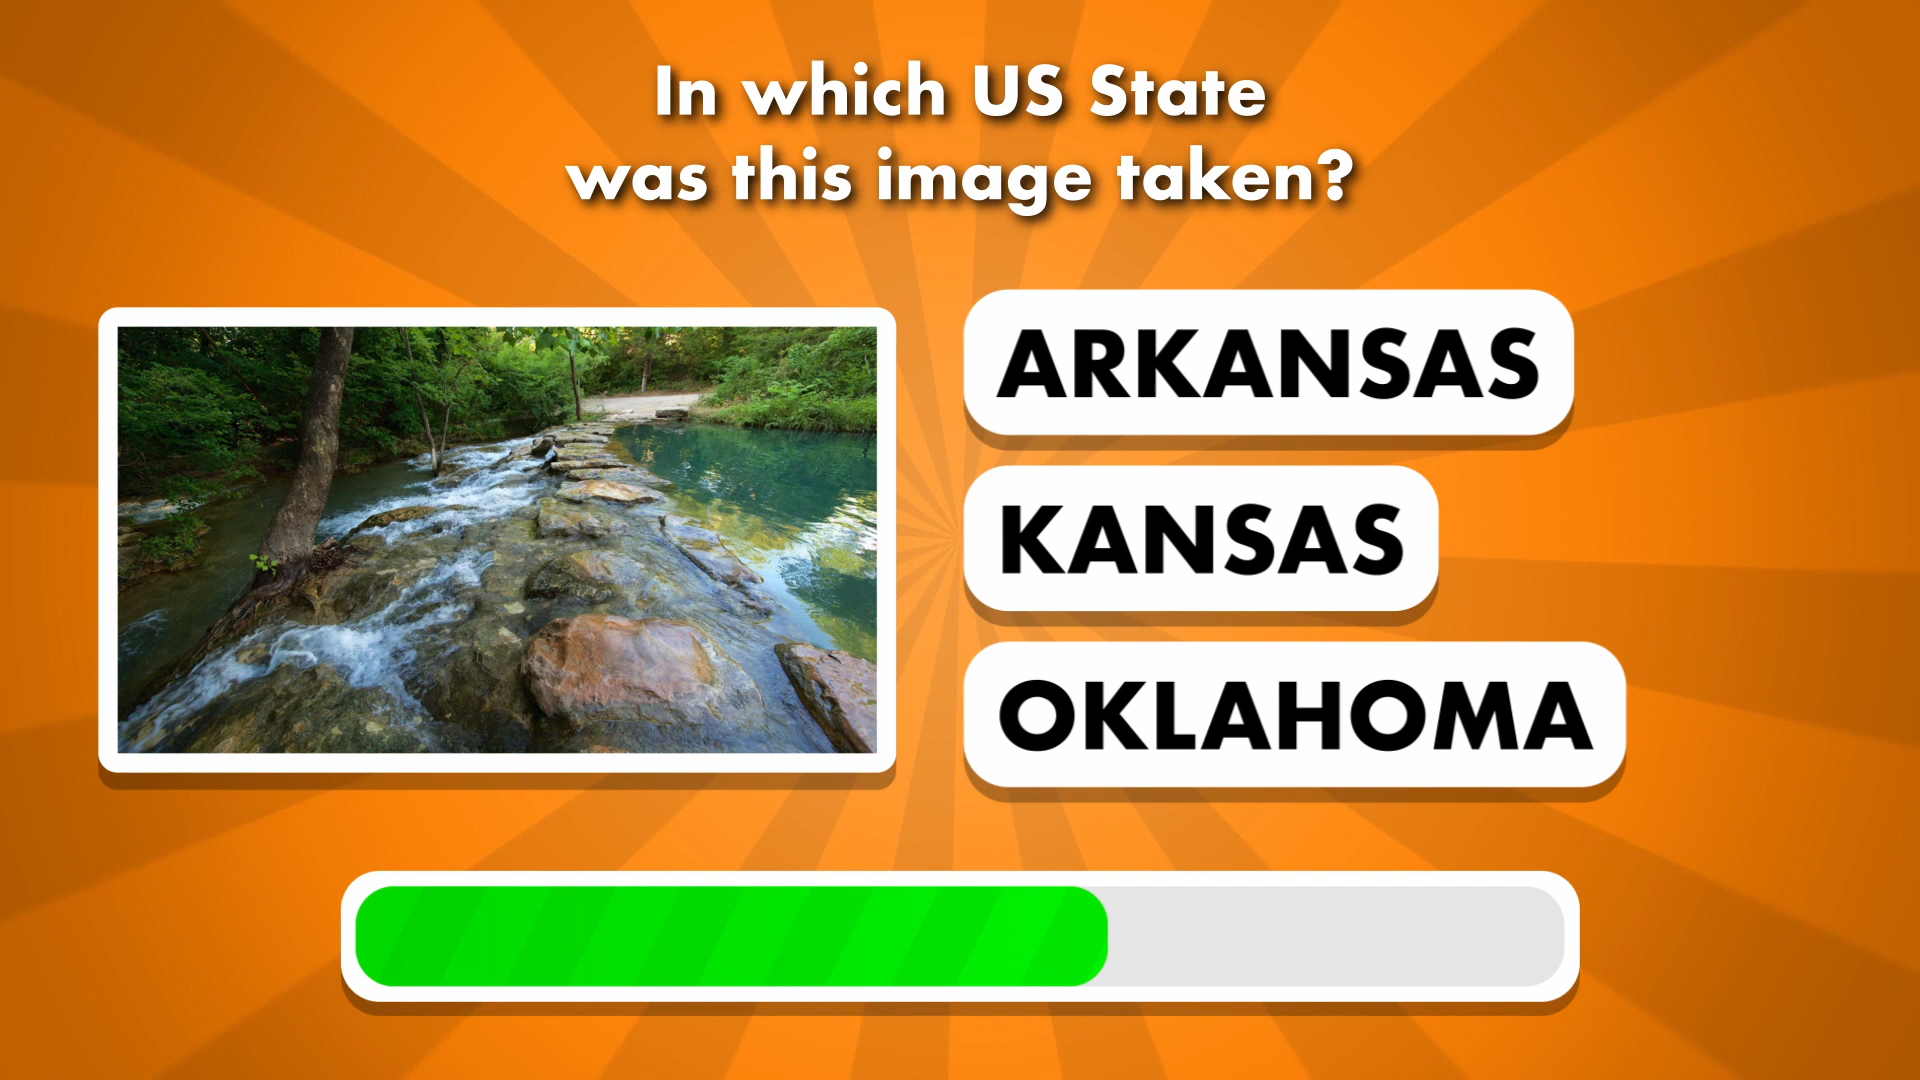 In which US State
was this image taken?
ARKANSAS
KANSAS
OKLAHOMA